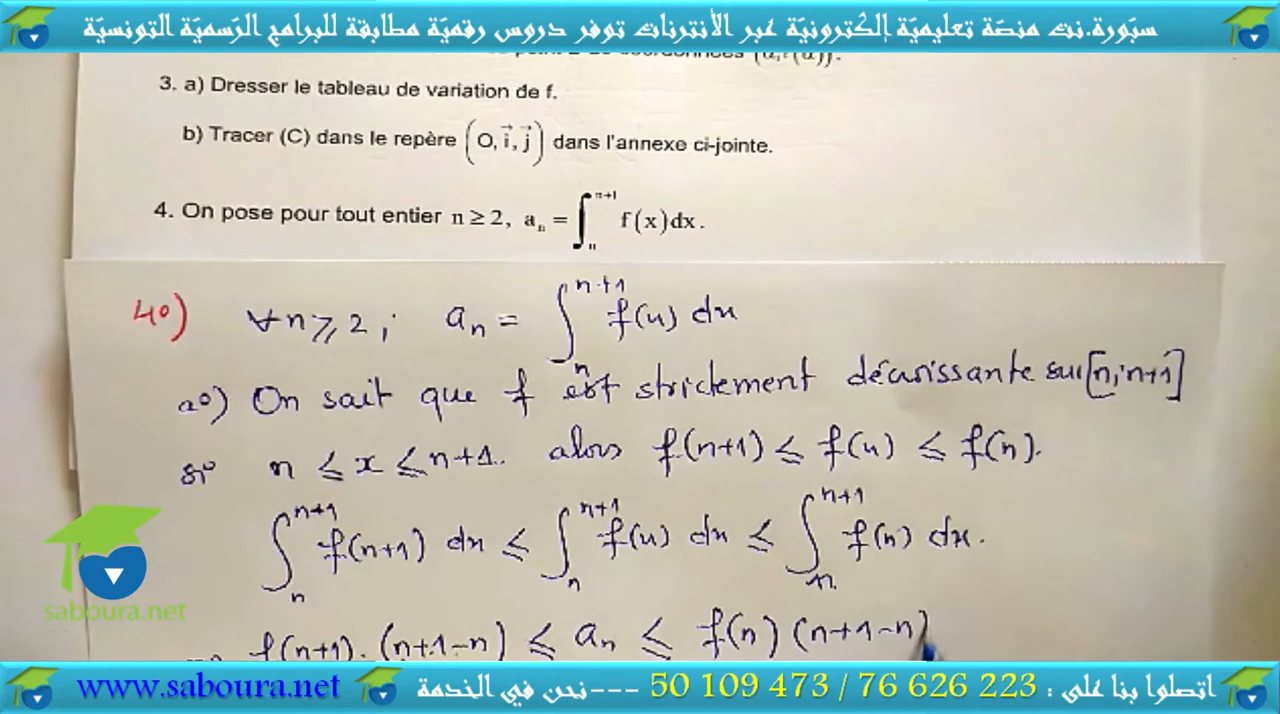 سبّورة.نت منصّة تعليميّة إلكترونيّة عبر الأنترنات توفر دروس رقميّة مطابقة للبرامج الرّسميّة التونسيّة
3. a) Dresser le tableau de variation de f.
b) Tracer (C) dans le repère (O, i⃗, j⃗) dans l'annexe ci-jointe.
4. On pose pour tout entier n ≥ 2, aₙ = ∫ₙⁿ⁺¹ f(x)dx.
4°) ∀n ≥ 2 ; aₙ = ∫ₙⁿ⁺¹ f(x) dx
a°) On sait que f est strictement décroissante sur [n, n+1]
si n ≤ x ≤ n+1. alors f(n+1) ≤ f(x) ≤ f(n).
∫ₙⁿ⁺¹ f(n+1) dx ≤ ∫ₙⁿ⁺¹ f(x) dx ≤ ∫ₙⁿ⁺¹ f(n) dx.
f(n+1). (n+1-n) ≤ aₙ ≤ f(n) (n+1-n)
saboura.net
www.saboura.net
اتصلوا بنا على : 50 109 473 / 76 626 223 ---نحن في الخدمة